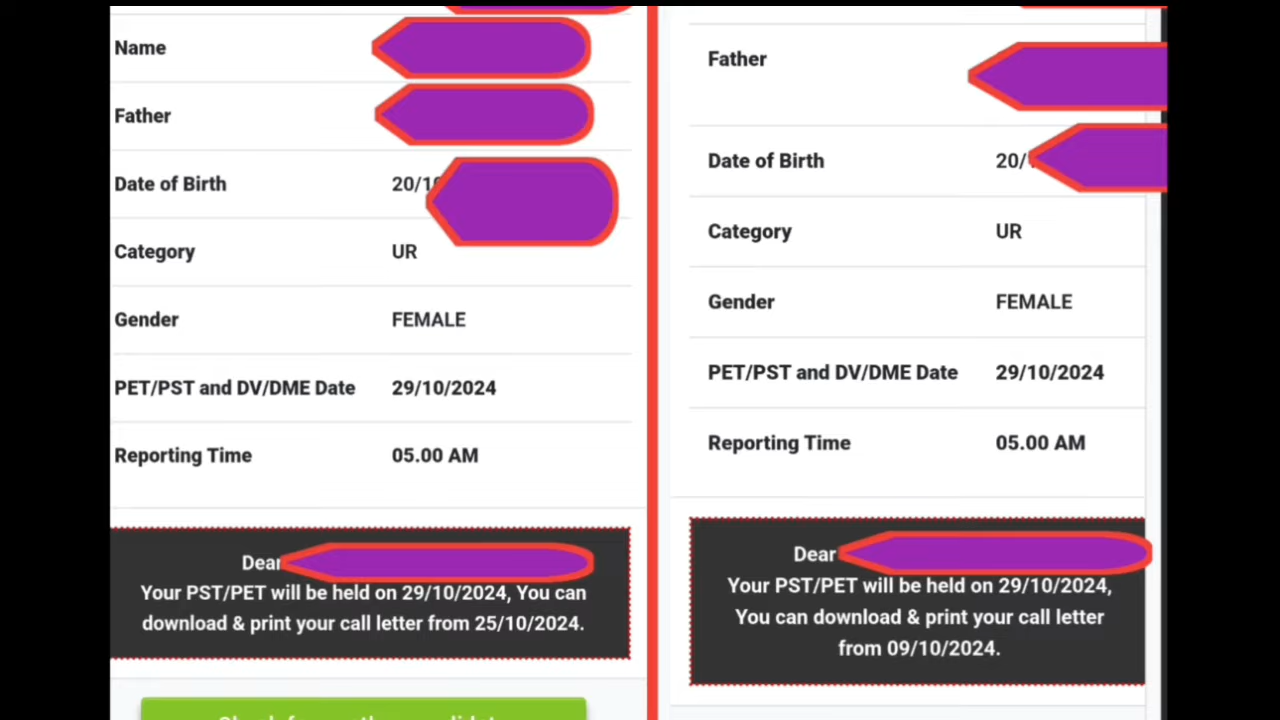 Name
Father
Date of Birth 20/10
Category UR
Gender FEMALE
PET/PST and DV/DME Date 29/10/2024
Reporting Time 05.00 AM
Dear
Your PST/PET will be held on 29/10/2024, You can
download & print your call letter from 25/10/2024.
Father
Date of Birth 20/
Category UR
Gender FEMALE
PET/PST and DV/DME Date 29/10/2024
Reporting Time 05.00 AM
Dear
Your PST/PET will be held on 29/10/2024,
You can download & print your call letter
from 09/10/2024.